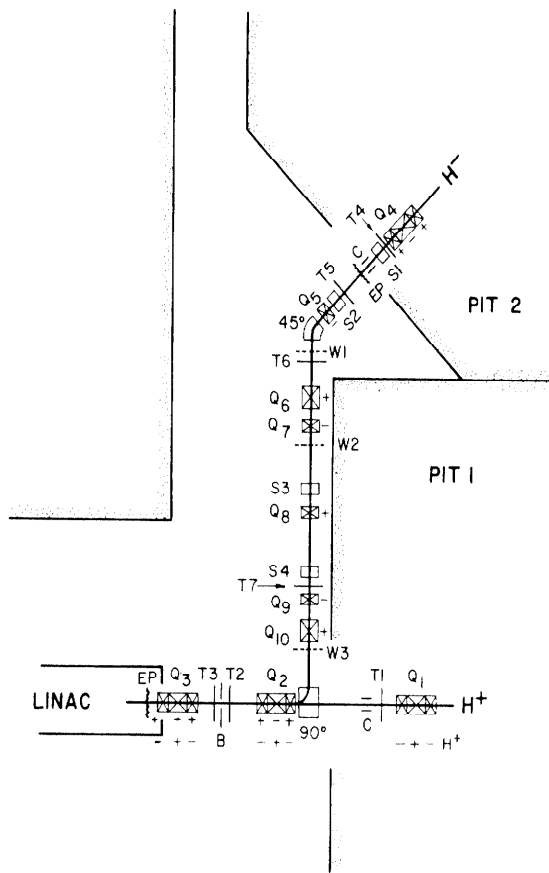 H⁻
T4
Q4
+ - +
C
S1
EP
T5
Q5
S2
45°
PIT 2
W1
T6
Q6 +
Q7 -
W2
PIT 1
S3
Q8 +
S4
T7
Q9 -
Q10 +
W3
EP
Q3
T3
T2
Q2
T1
Q1
LINAC
H⁺
+ + +
+ - +
C
- + -
B
- + -
90°
- + - H⁺